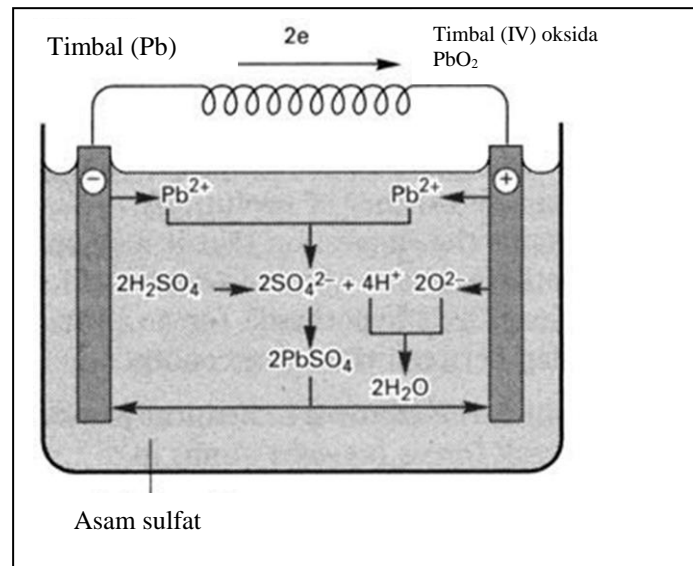 Timbal (Pb)
2e
Timbal (IV) oksida
PbO₂
− +
Pb²⁺ Pb²⁺
2H₂SO₄ 2SO₄²⁻ + 4H⁺ 2O²⁻
2PbSO₄
2H₂O
Asam sulfat